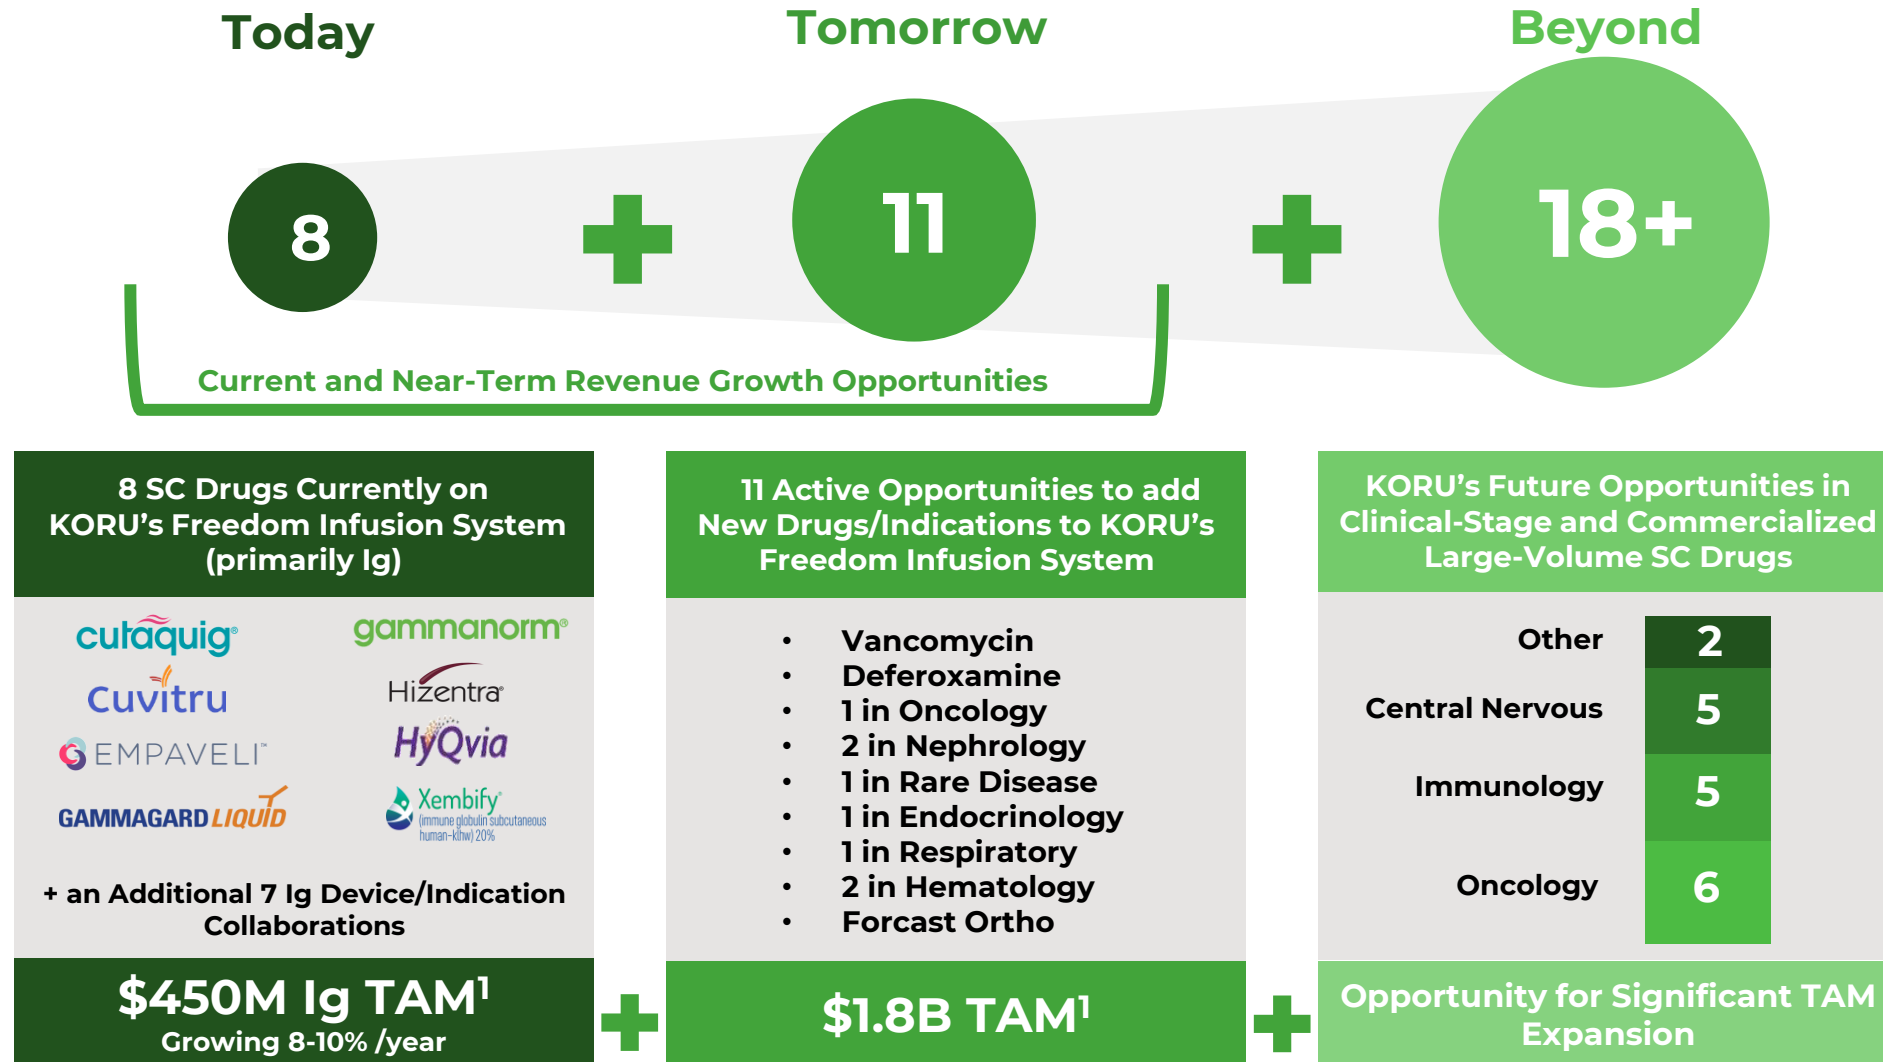 Today
Tomorrow
Beyond
8
11
18+
Current and Near-Term Revenue Growth Opportunities
8 SC Drugs Currently on
KORU’s Freedom Infusion System
(primarily Ig)
cutaquig®
gammanorm®
cuvitru
Hizentra®
EMPAVELI™
HyQvia
GAMMAGARD LIQUID
Xembify®
(immune globulin subcutaneous
human-klhw) 20%
+ an Additional 7 Ig Device/Indication
Collaborations
$450M Ig TAM¹
Growing 8-10% /year
11 Active Opportunities to add
New Drugs/Indications to KORU’s
Freedom Infusion System
• Vancomycin
• Deferoxamine
• 1 in Oncology
• 2 in Nephrology
• 1 in Rare Disease
• 1 in Endocrinology
• 1 in Respiratory
• 2 in Hematology
• Forcast Ortho
$1.8B TAM¹
KORU’s Future Opportunities in
Clinical-Stage and Commercialized
Large-Volume SC Drugs
Other 2
Central Nervous 5
Immunology 5
Oncology 6
Opportunity for Significant TAM
Expansion